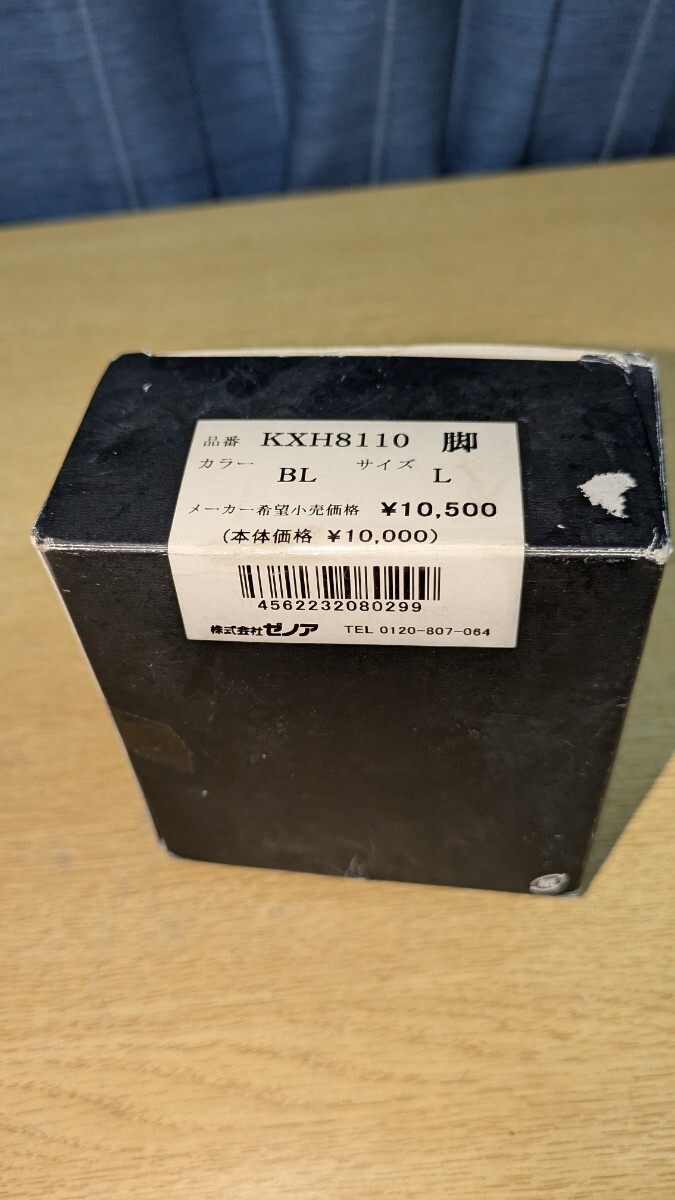 品番 KXH8110 脚
カラー BL サイズ L
メーカー希望小売価格 ¥10,500
(本体価格 ¥10,000)
4562232080299
株式会社ゼノア TEL 0120-807-064